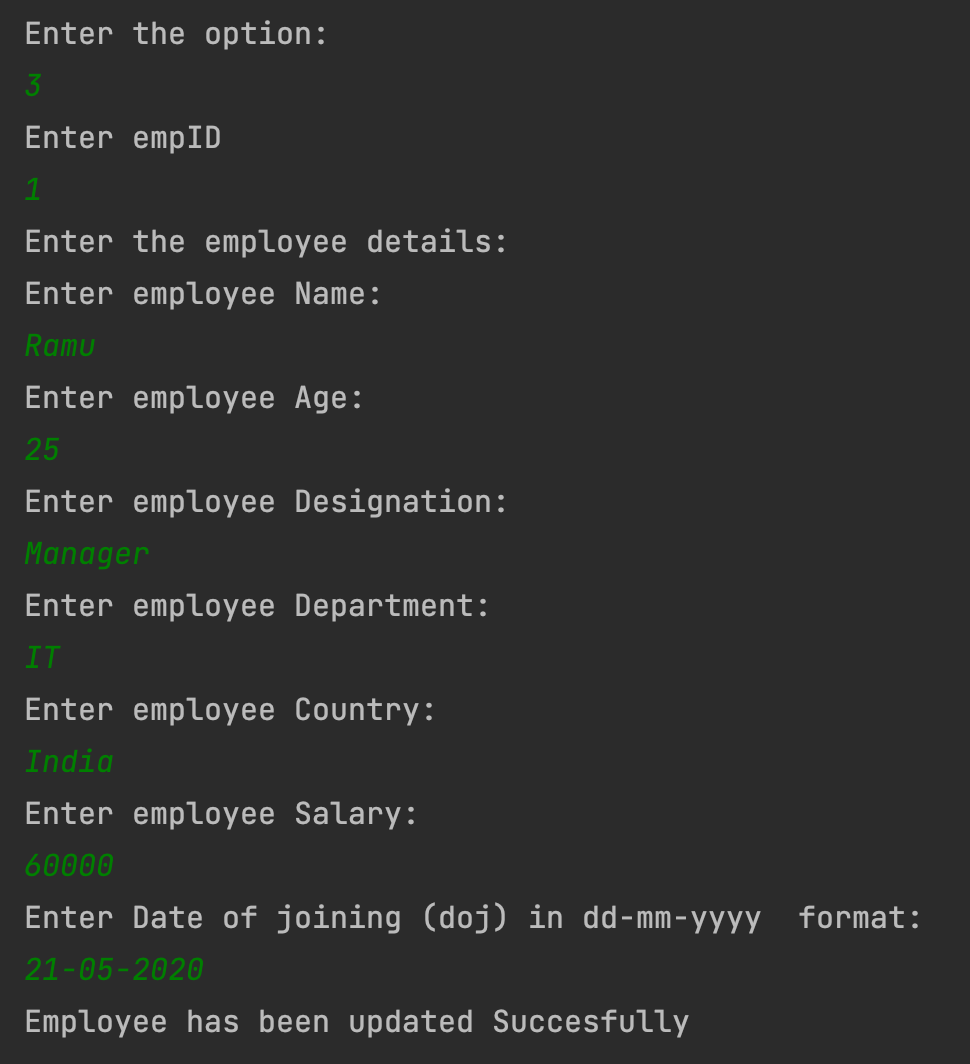 Enter the option:
3
Enter empID
1
Enter the employee details:
Enter employee Name:
Ramu
Enter employee Age:
25
Enter employee Designation:
Manager
Enter employee Department:
IT
Enter employee Country:
India
Enter employee Salary:
60000
Enter Date of joining (doj) in dd-mm-yyyy  format:
21-05-2020
Employee has been updated Succesfully